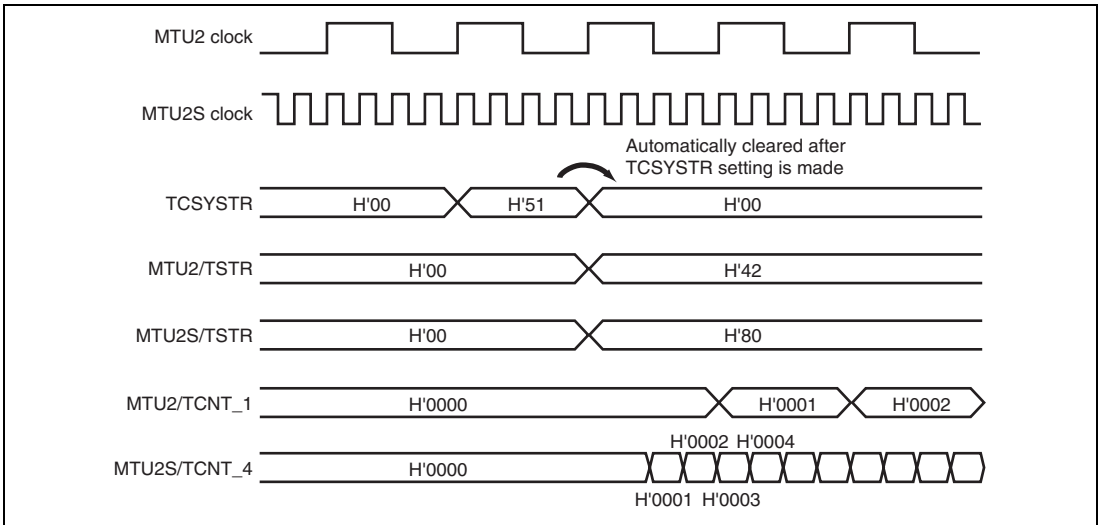 MTU2 clock
MTU2S clock
Automatically cleared after
TCSYSTR setting is made
TCSYSTR H'00 H'51 H'00
MTU2/TSTR H'00 H'42
MTU2S/TSTR H'00 H'80
MTU2/TCNT_1 H'0000 H'0001 H'0002
H'0002 H'0004
MTU2S/TCNT_4 H'0000
H'0001 H'0003